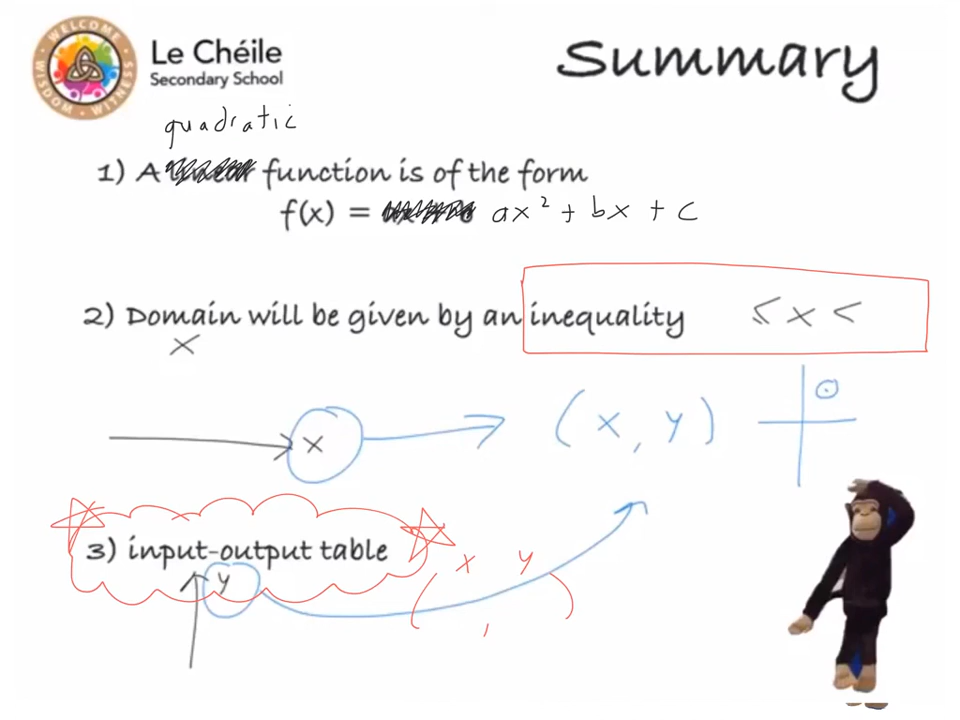 WELCOME WISDOM WITNESS
Le Chéile
Secondary School
Summary
quadratic
1) A function is of the form
f(x) = ax² + bx + c
2) Domain will be given by an inequality ≤ x <
x
x
(x, y)
3) input-output table
x y
( , )
y